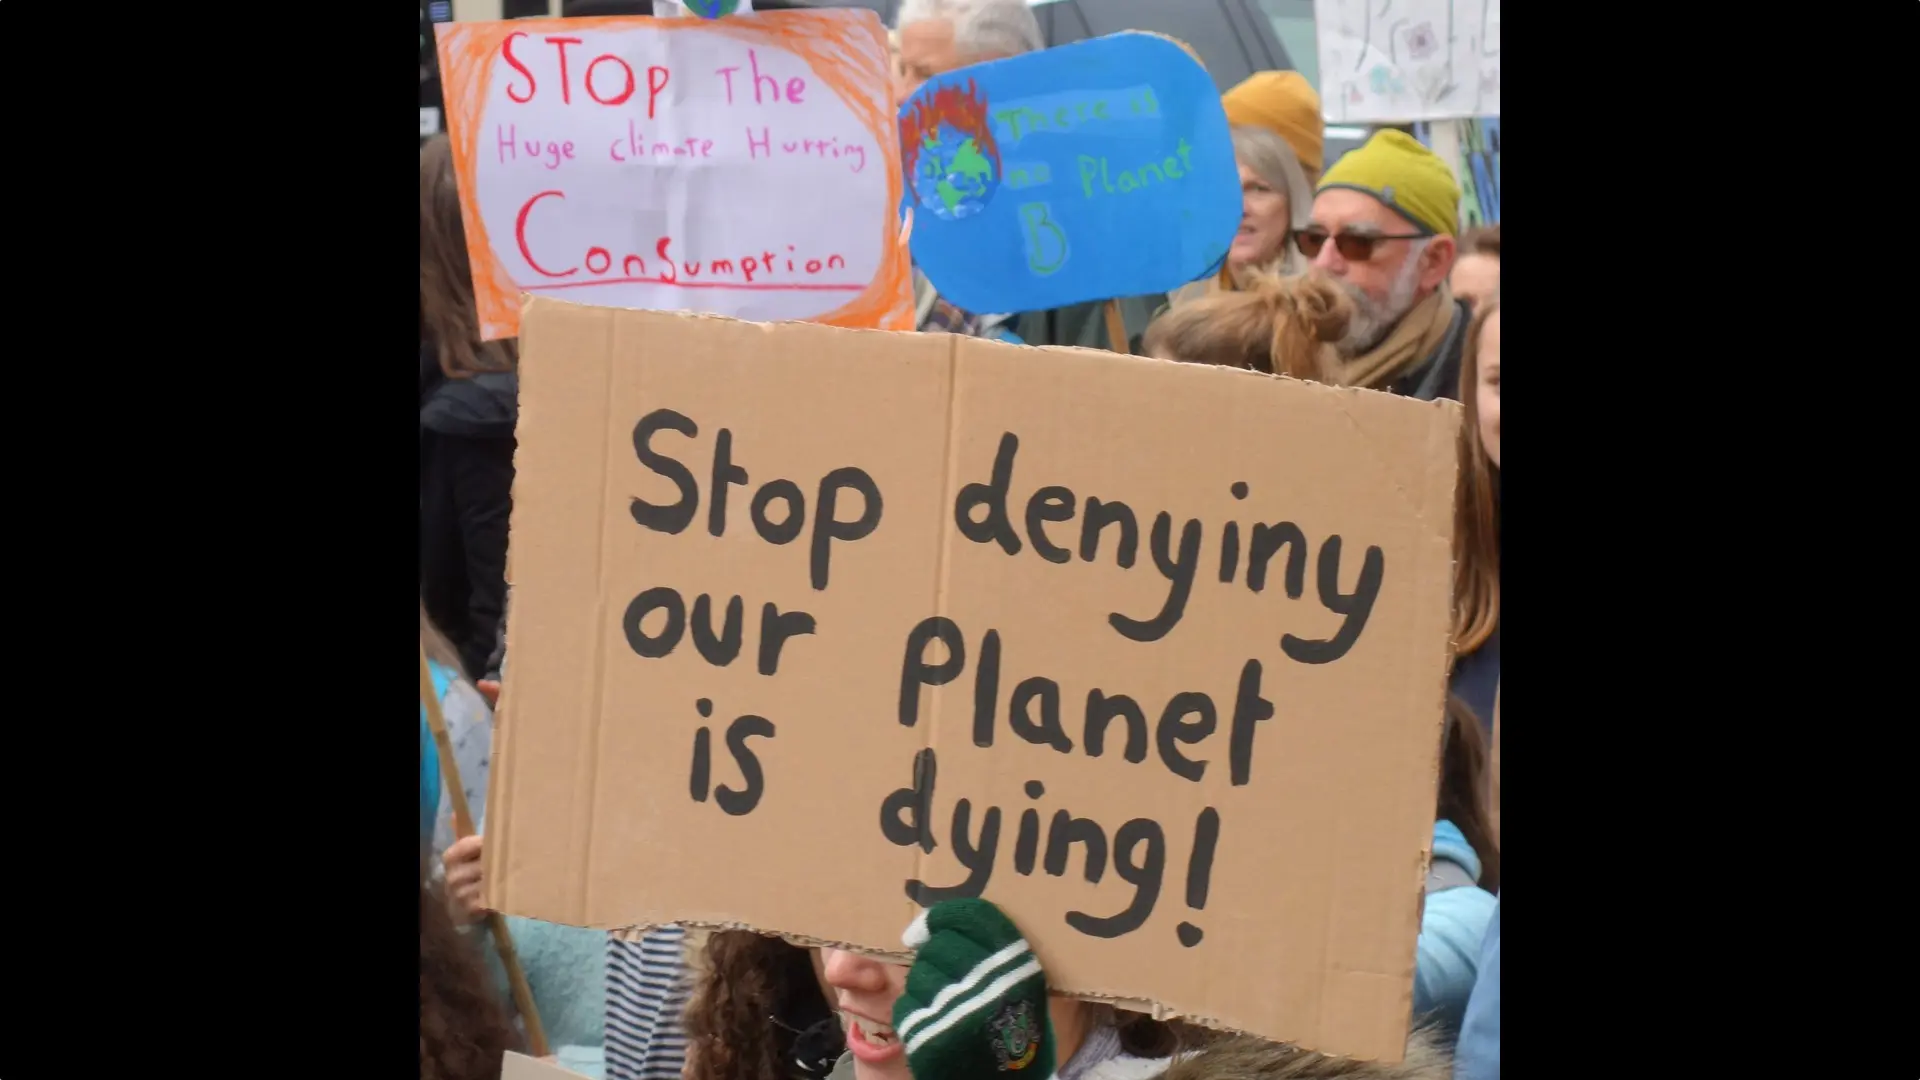 STOP The
Huge climate Hurting
Consumption
There is
no Planet
B
Stop denyiny
our Planet
is dying!